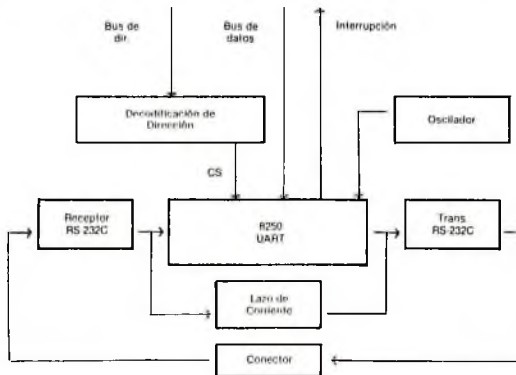 Bus de
dir.
Bus de
datos
Interrupción
Decodificación de
Dirección
Oscilador
CS
Receptor
RS 232C
8250
UART
Trans
RS-232C
Lazo de
Corriente
Conector